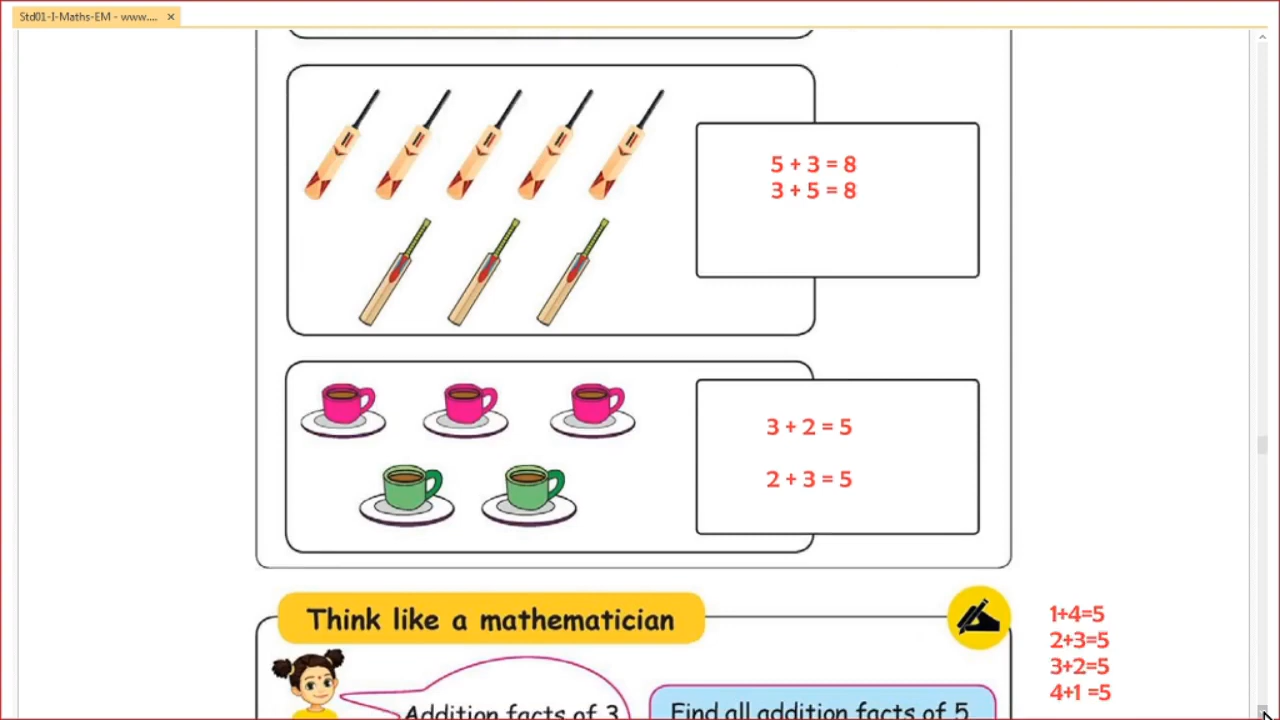 Std01-I-Maths-EM - www....
5 + 3 = 8
3 + 5 = 8
3 + 2 = 5
2 + 3 = 5
Think like a mathematician
1+4=5
2+3=5
3+2=5
4+1 =5
Addition facts of 3
Find all addition facts of 5